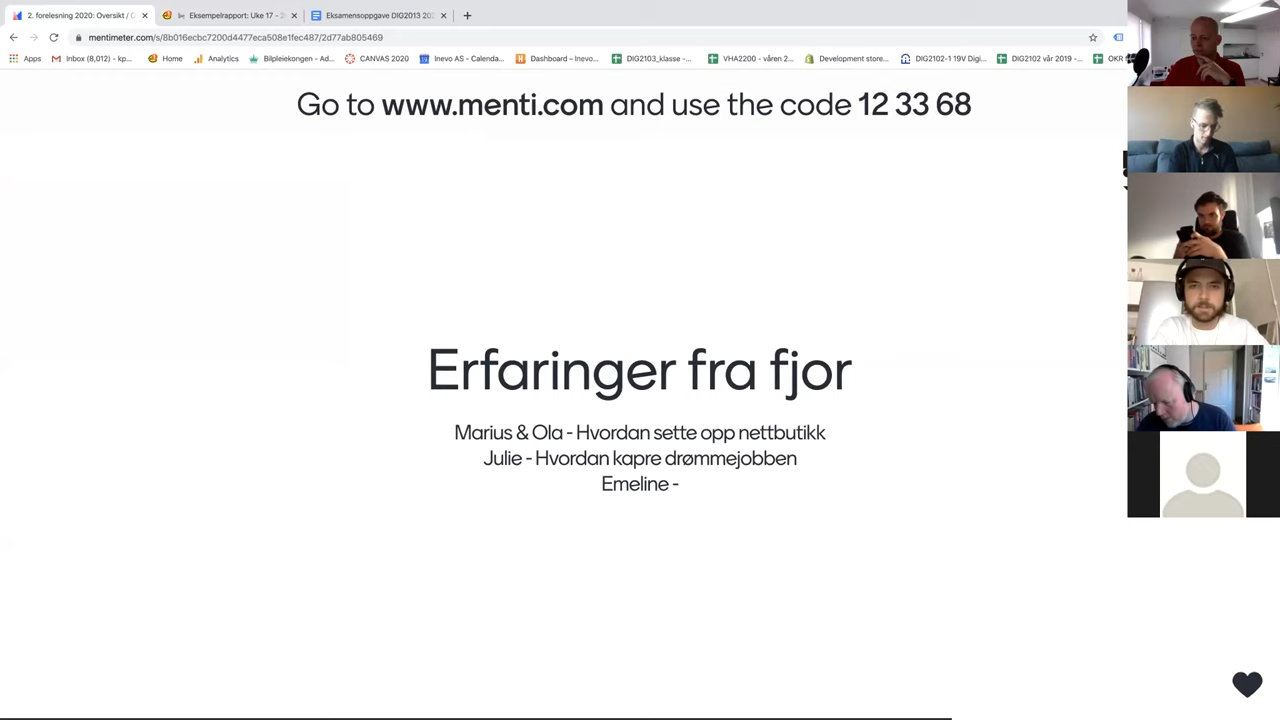 2. forelesning 2020: Oversikt / O
Eksempelrapport: Uke 17 - 2
Eksamensoppgave DIG2013 202
mentimeter.com/s/8b016ecbc7200d4477eca508e1fec487/2d77ab805469
Apps
Inbox (8,012) - kp...
Home
Analytics
Bilpleiekongen - Ad...
CANVAS 2020
Inevo AS - Calenda...
Dashboard – Inevo...
DIG2103_klasse -...
VHA2200 - våren 2...
Development store...
DIG2102-1 19V Digi...
DIG2102 vår 2019 -...
OKR
Go to www.menti.com and use the code 12 33 68
Erfaringer fra fjor
Marius & Ola - Hvordan sette opp nettbutikk
Julie - Hvordan kapre drømmejobben
Emeline -